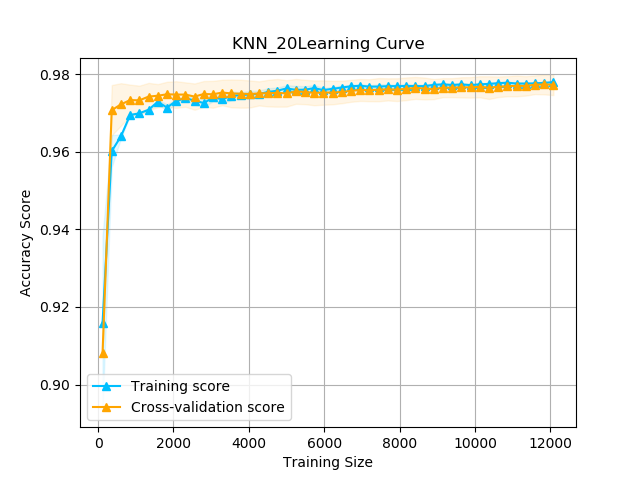 KNN_20Learning Curve
0.98
0.96
0.94
0.92
0.90
Accuracy Score
Training score
Cross-validation score
0 2000 4000 6000 8000 10000 12000
Training Size